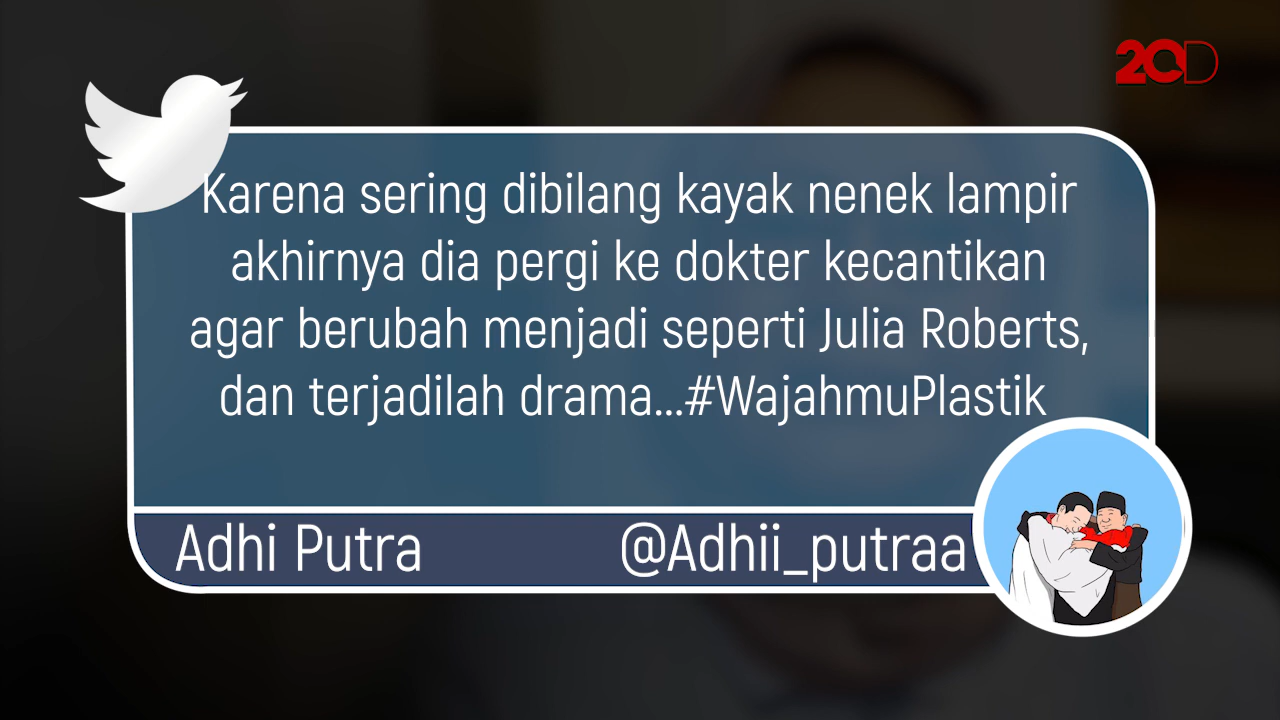 20D
Karena sering dibilang kayak nenek lampir
akhirnya dia pergi ke dokter kecantikan
agar berubah menjadi seperti Julia Roberts,
dan terjadilah drama...#WajahmuPlastik
Adhi Putra @Adhii_putraa